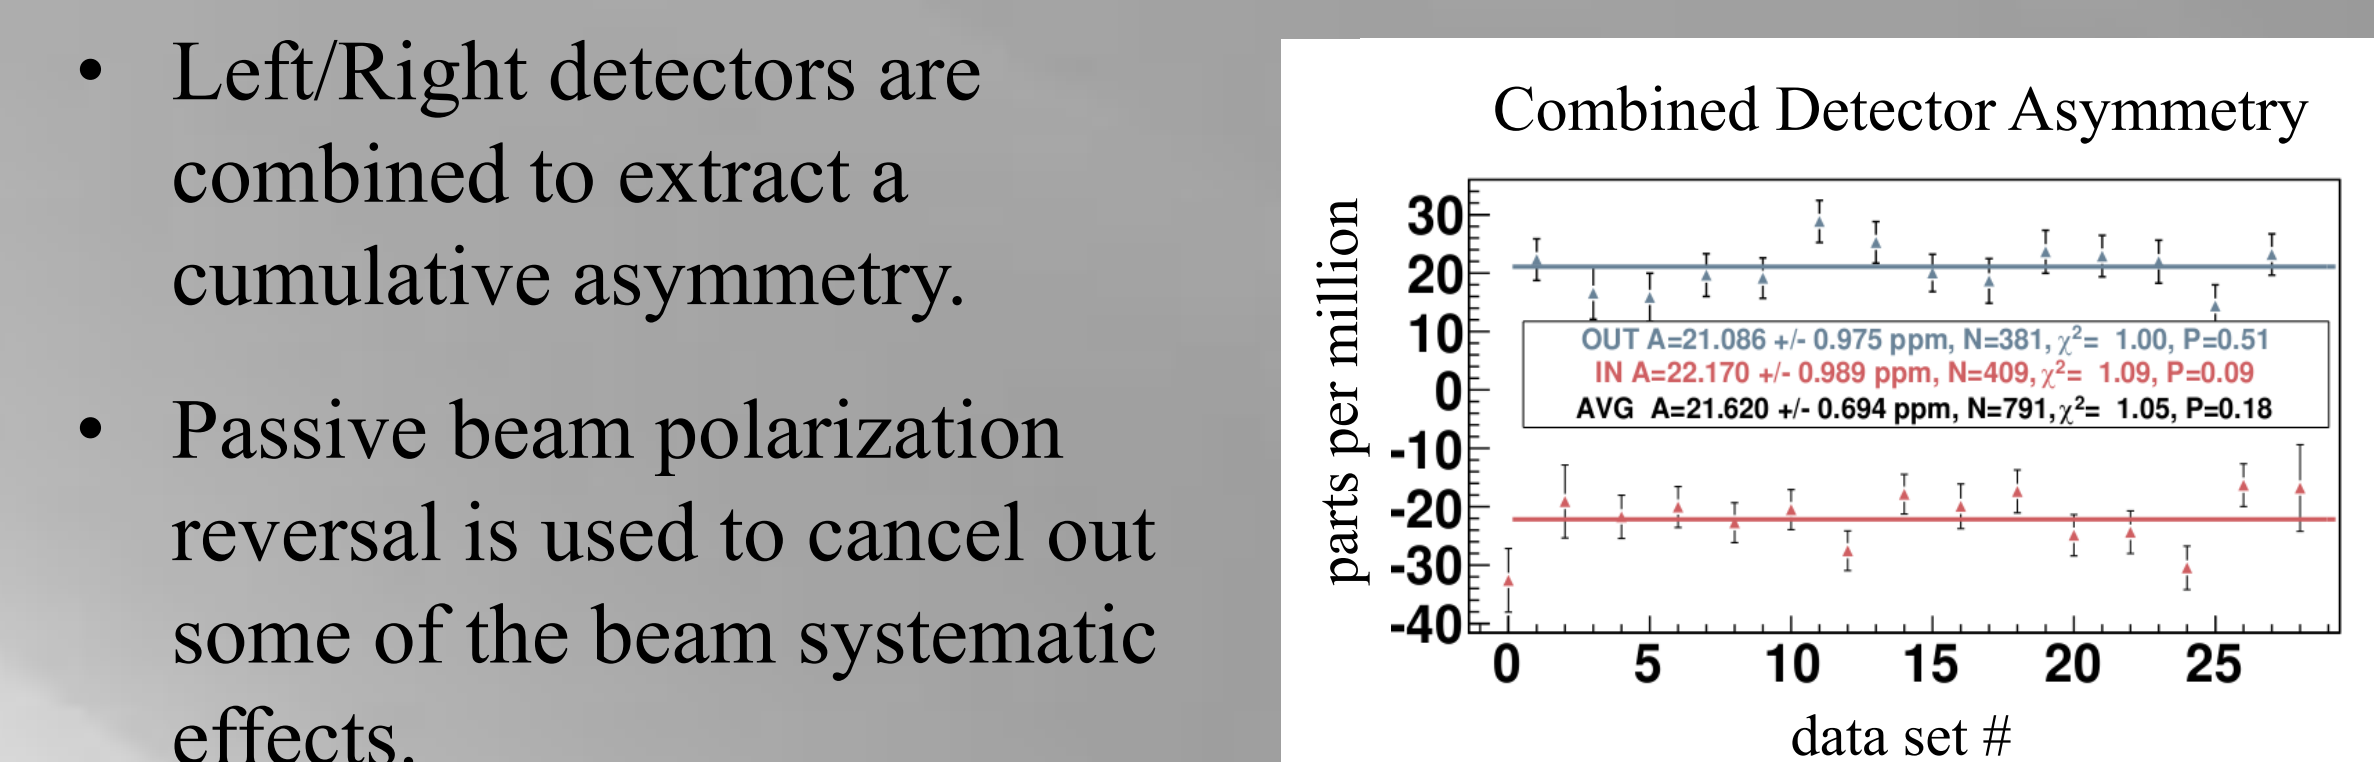 • Left/Right detectors are
combined to extract a
cumulative asymmetry.
• Passive beam polarization
reversal is used to cancel out
some of the beam systematic
effects.
Combined Detector Asymmetry
parts per million
30
20
10
0
-10
-20
-30
-40
OUT A=21.086 +/- 0.975 ppm, N=381, χ²= 1.00, P=0.51
IN A=22.170 +/- 0.989 ppm, N=409, χ²= 1.09, P=0.09
AVG A=21.620 +/- 0.694 ppm, N=791, χ²= 1.05, P=0.18
0 5 10 15 20 25
data set #